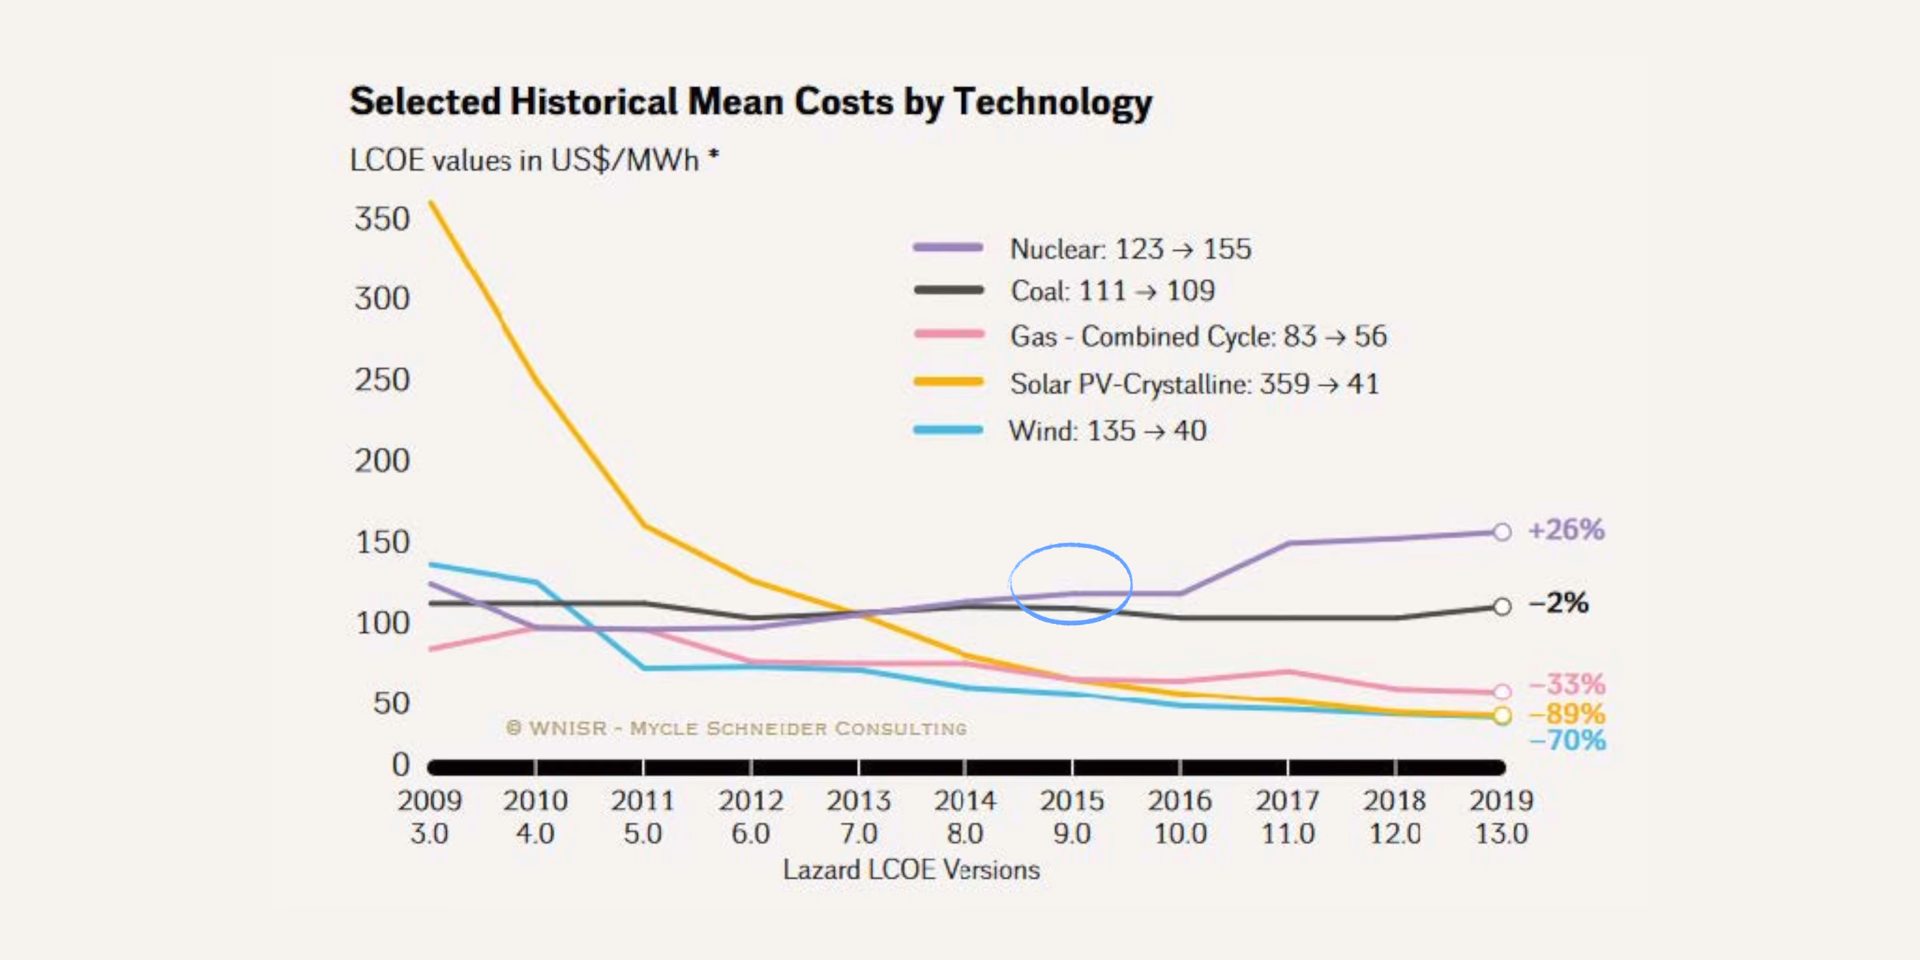 Selected Historical Mean Costs by Technology
LCOE values in US$/MWh *
350
300
250
200
150
100
50
0
Nuclear: 123 → 155
Coal: 111 → 109
Gas - Combined Cycle: 83 → 56
Solar PV-Crystalline: 359 → 41
Wind: 135 → 40
+26%
−2%
−33%
−89%
−70%
© WNISR - MYCLE SCHNEIDER CONSULTING
2009 2010 2011 2012 2013 2014 2015 2016 2017 2018 2019
3.0 4.0 5.0 6.0 7.0 8.0 9.0 10.0 11.0 12.0 13.0
Lazard LCOE Versions